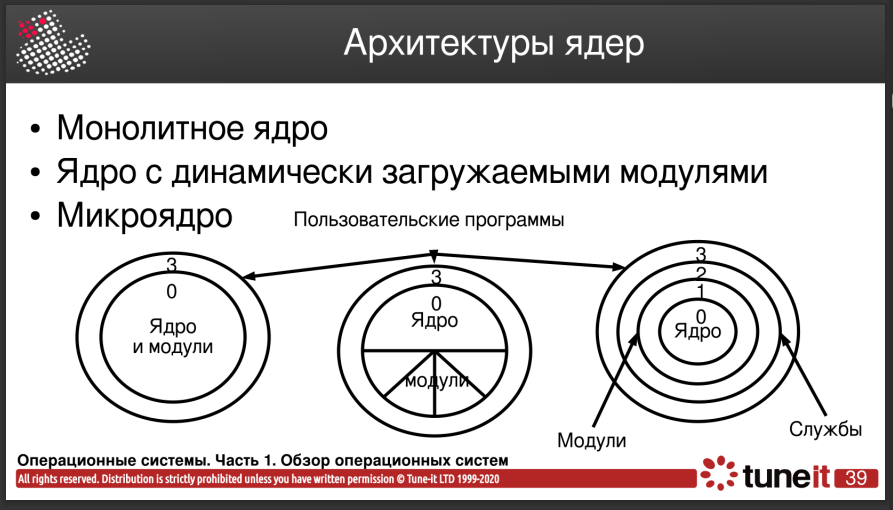 Архитектуры ядер
• Монолитное ядро
• Ядро с динамически загружаемыми модулями
• Микроядро
Пользовательские программы
3
0
Ядро
и модули
3
0
Ядро
модули
3
2
1
0
Ядро
Модули
Службы
Операционные системы. Часть 1. Обзор операционных систем
All rights reserved. Distribution is strictly prohibited unless you have written permission © Tune-it LTD 1999-2020
tuneit
39